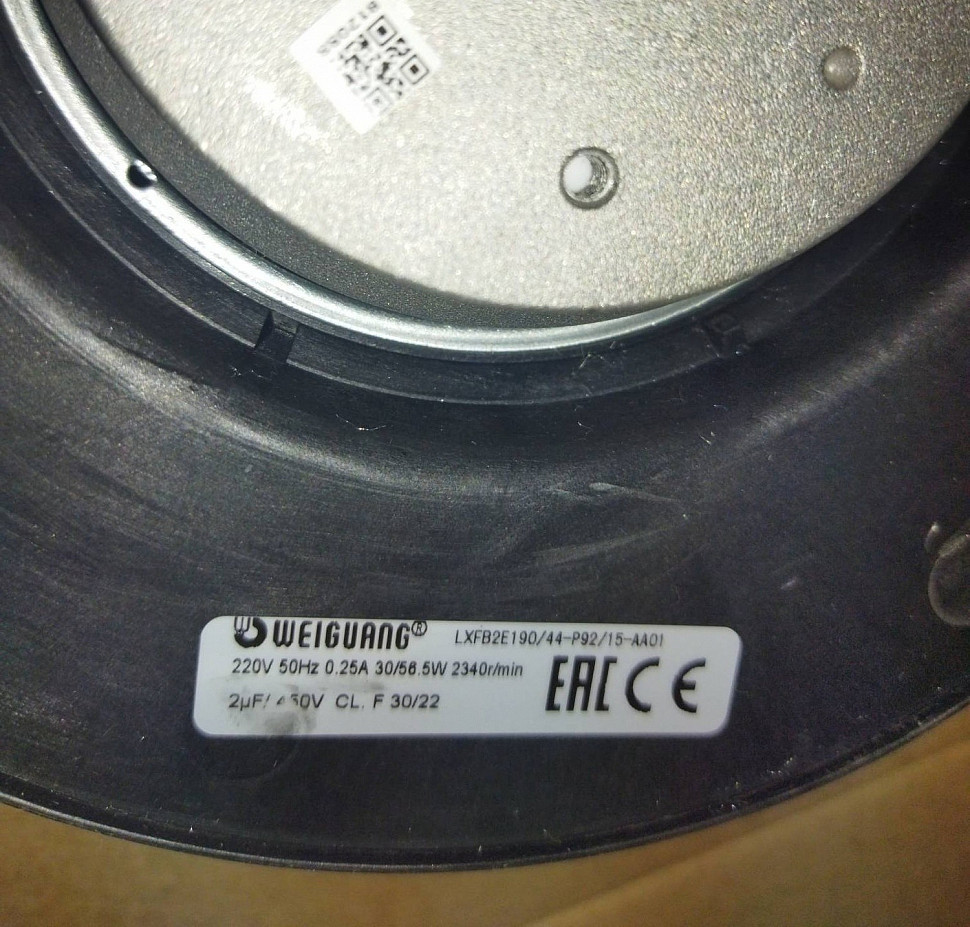 WEIGUANG® LXFB2E190/44-P92/15-AA01
220V 50Hz 0.25A 30/56.5W 2340r/min
2µF/ 450V CL. F 30/22
EAC CE